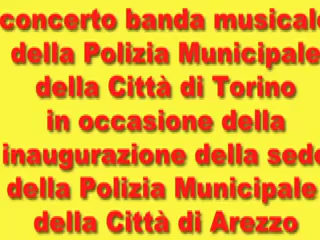 concerto banda musicale
della Polizia Municipale
della Città di Torino
in occasione della
inaugurazione della sede
della Polizia Municipale
della Città di Arezzo